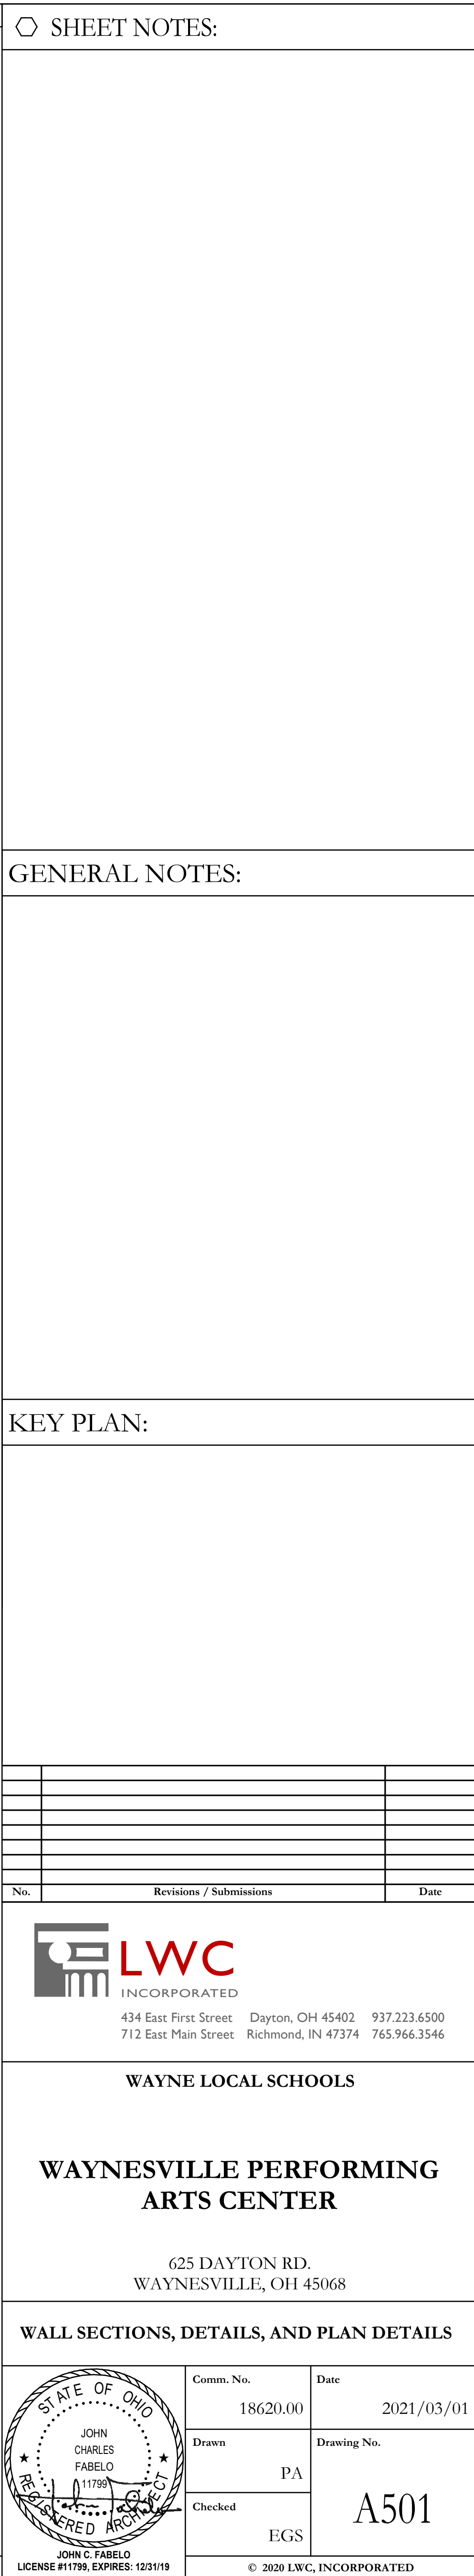 SHEET NOTES:
GENERAL NOTES:
KEY PLAN:
No. Revisions / Submissions Date
LWC
INCORPORATED
434 East First Street Dayton, OH 45402 937.223.6500
712 East Main Street Richmond, IN 47374 765.966.3546
WAYNE LOCAL SCHOOLS
WAYNESVILLE PERFORMING
ARTS CENTER
625 DAYTON RD.
WAYNESVILLE, OH 45068
WALL SECTIONS, DETAILS, AND PLAN DETAILS
STATE OF OHIO
JOHN
CHARLES
FABELO
11799
REGISTERED ARCHITECT
JOHN C. FABELO
LICENSE #11799, EXPIRES: 12/31/19
Comm. No.
18620.00
Date
2021/03/01
Drawn
PA
Drawing No.
A501
Checked
EGS
© 2020 LWC, INCORPORATED